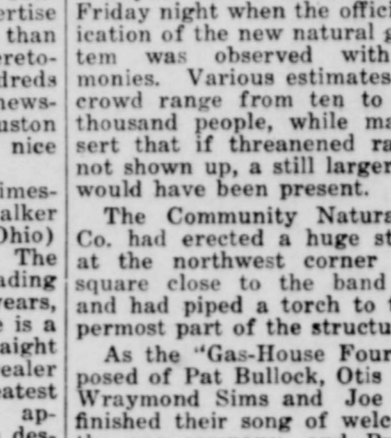 ertise
than
ereto-
dreds
news-
uston
nice
imes-
alker
Ohio)
The
ading
years,
e is a
aight
ealer
eatest
ap-
des-
Friday night when the offici
ication of the new natural g
tem was observed with
monies. Various estimates
crowd range from ten to
thousand people, while ma
sert that if threanened ra
not shown up, a still larger
would have been present.
The Community Natura
Co. had erected a huge st
at the northwest corner
square close to the band
and had piped a torch to t
permost part of the structu
As the "Gas-House Four
posed of Pat Bullock, Otis
Wraymond Sims and Joe
finished their song of welc